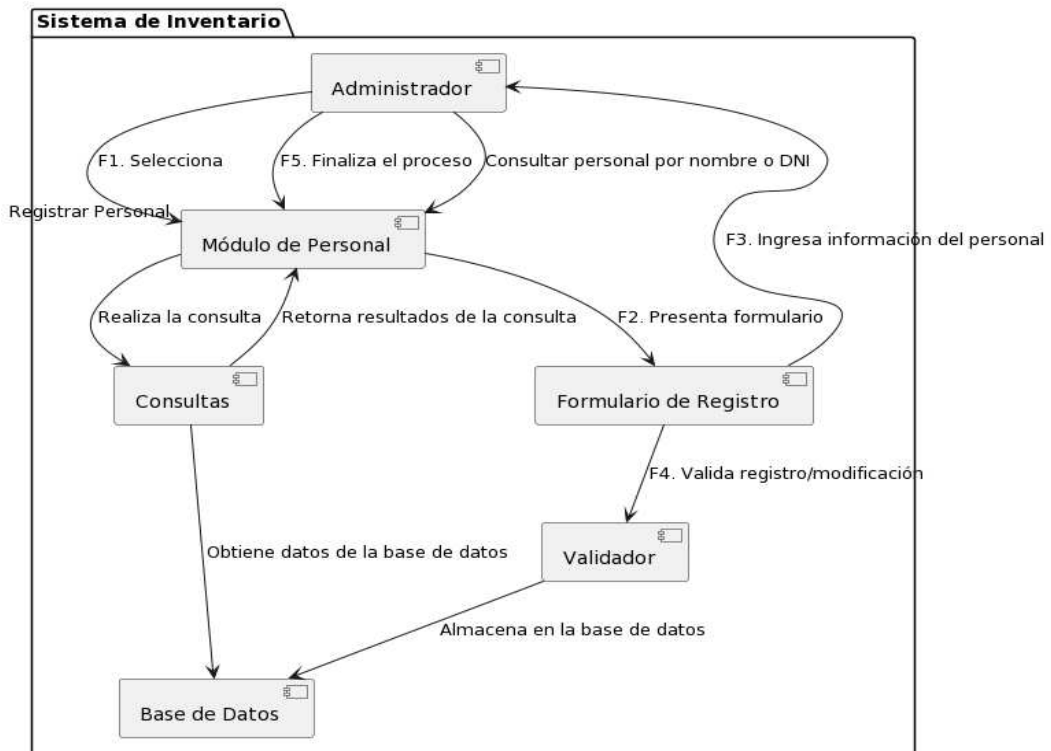 Sistema de Inventario
Administrador
F1. Selecciona
F5. Finaliza el proceso
Consultar personal por nombre o DNI
Registrar Personal
Módulo de Personal
F3. Ingresa información del personal
Realiza la consulta
Retorna resultados de la consulta
F2. Presenta formulario
Consultas
Formulario de Registro
F4. Valida registro/modificación
Obtiene datos de la base de datos
Validador
Almacena en la base de datos
Base de Datos